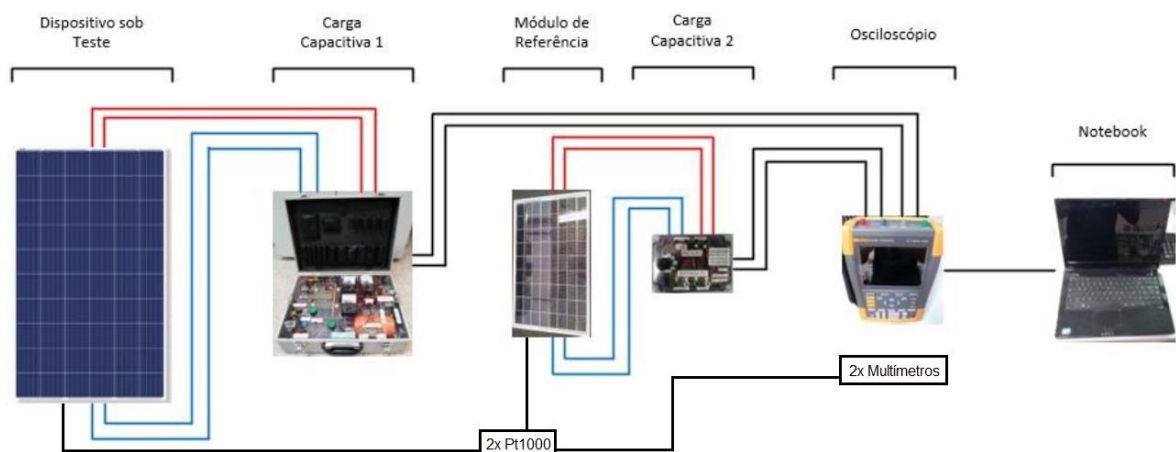 Dispositivo sob
Teste
Carga
Capacitiva 1
Módulo de
Referência
Carga
Capacitiva 2
Osciloscópio
Notebook
2x Multímetros
2x Pt1000